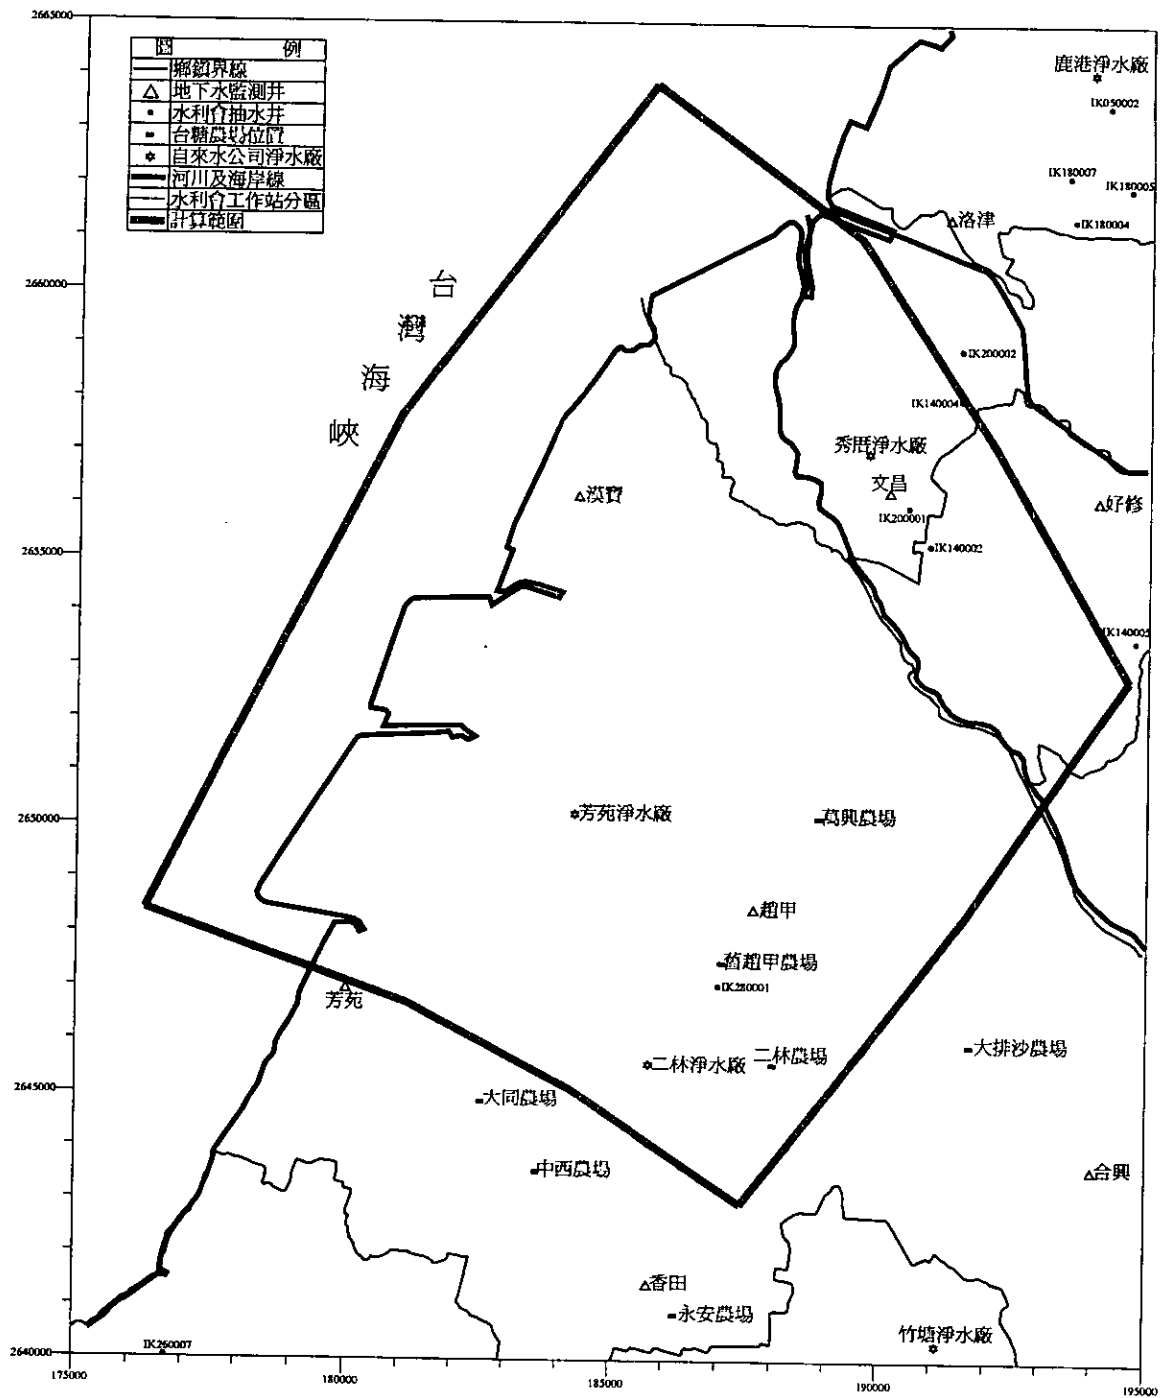 2665000
圖 例
鄉鎮界線
地下水監測井
水利會抽水井
台糖農場位置
自來水公司淨水廠
河川及海岸線
水利會工作站分區
計算範圍
鹿港淨水廠
IK050002
IK180007
IK180005
IK180004
洛津
2660000
台
灣
海
峽
IK200002
IK140004
秀厝淨水廠
文昌
IK200001
IK140002
漢寶
好修
2655000
IK140005
2650000
芳苑淨水廠
萬興農場
趙甲
舊趙甲農場
IK280001
芳苑
二林淨水廠
二林農場
大排沙農場
2645000
大同農場
中西農場
合興
香田
永安農場
竹塘淨水廠
IK260007
2640000
175000
180000
185000
190000
195000